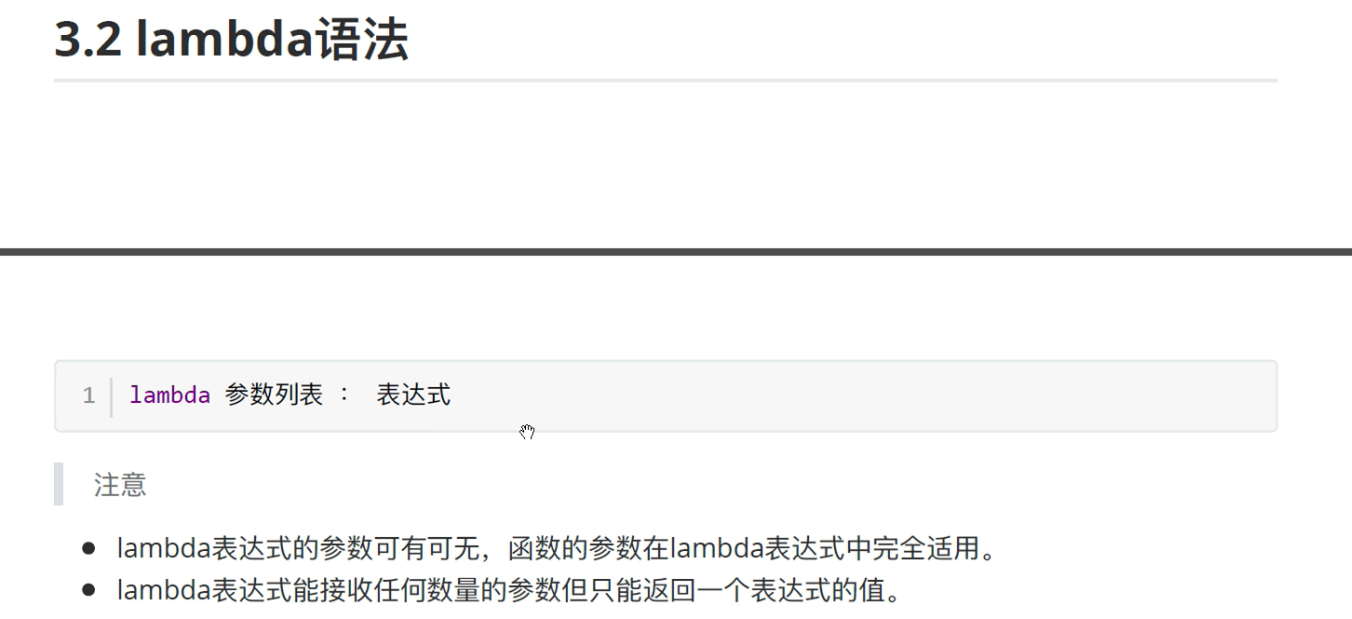 3.2 lambda语法
1 lambda 参数列表 ： 表达式
注意
lambda表达式的参数可有可无，函数的参数在lambda表达式中完全适用。
lambda表达式能接收任何数量的参数但只能返回一个表达式的值。